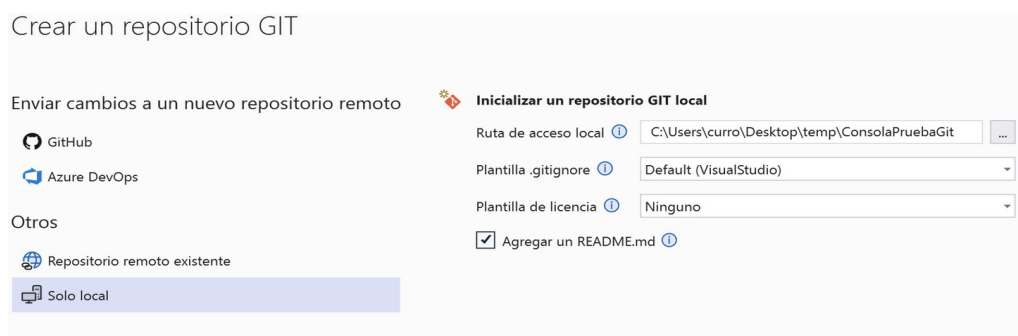 Crear un repositorio GIT
Enviar cambios a un nuevo repositorio remoto
GitHub
Azure DevOps
Otros
Repositorio remoto existente
Solo local
Inicializar un repositorio GIT local
Ruta de acceso local C:\Users\curro\Desktop\temp\ConsolaPruebaGit ...
Plantilla .gitignore Default (VisualStudio)
Plantilla de licencia Ninguno
Agregar un README.md